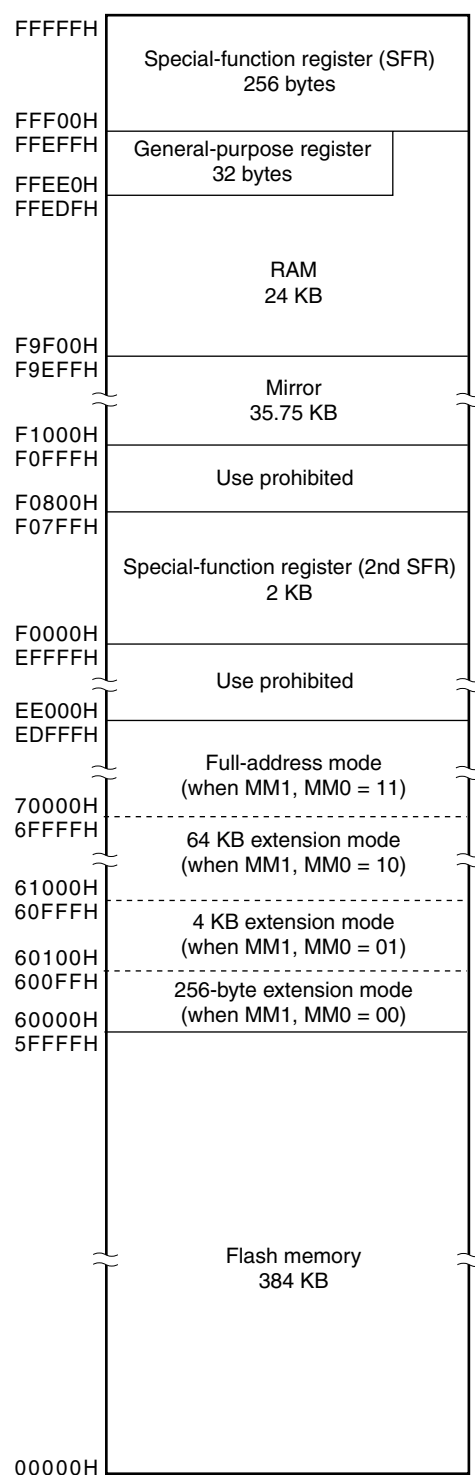 FFFFFH
Special-function register (SFR)
256 bytes
FFF00H
FFEFFH
General-purpose register
32 bytes
FFEE0H
FFEDFH
RAM
24 KB
F9F00H
F9EFFH
Mirror
35.75 KB
F1000H
F0FFFH
Use prohibited
F0800H
F07FFH
Special-function register (2nd SFR)
2 KB
F0000H
EFFFFH
Use prohibited
EE000H
EDFFFH
Full-address mode
(when MM1, MM0 = 11)
70000H
6FFFFH
64 KB extension mode
(when MM1, MM0 = 10)
61000H
60FFFH
4 KB extension mode
(when MM1, MM0 = 01)
60100H
600FFH
256-byte extension mode
(when MM1, MM0 = 00)
60000H
5FFFFH
Flash memory
384 KB
00000H